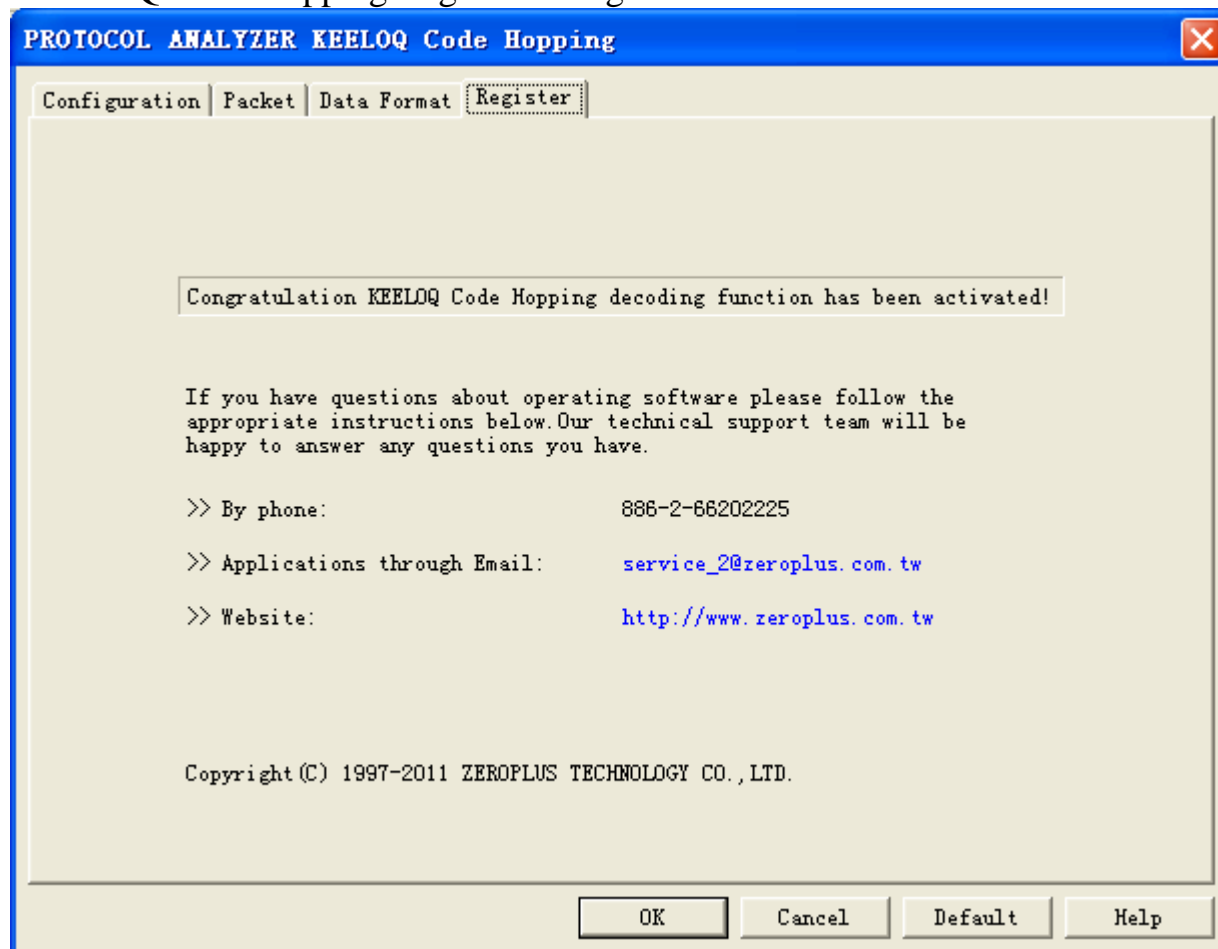 PROTOCOL ANALYZER KEELOQ Code Hopping
Configuration Packet Data Format Register
Congratulation KEELOQ Code Hopping decoding function has been activated!
If you have questions about operating software please follow the
appropriate instructions below.Our technical support team will be
happy to answer any questions you have.
>> By phone: 886-2-66202225
>> Applications through Email: service_2@zeroplus.com.tw
>> Website: http://www.zeroplus.com.tw
Copyright(C) 1997-2011 ZEROPLUS TECHNOLOGY CO.,LTD.
OK Cancel Default Help